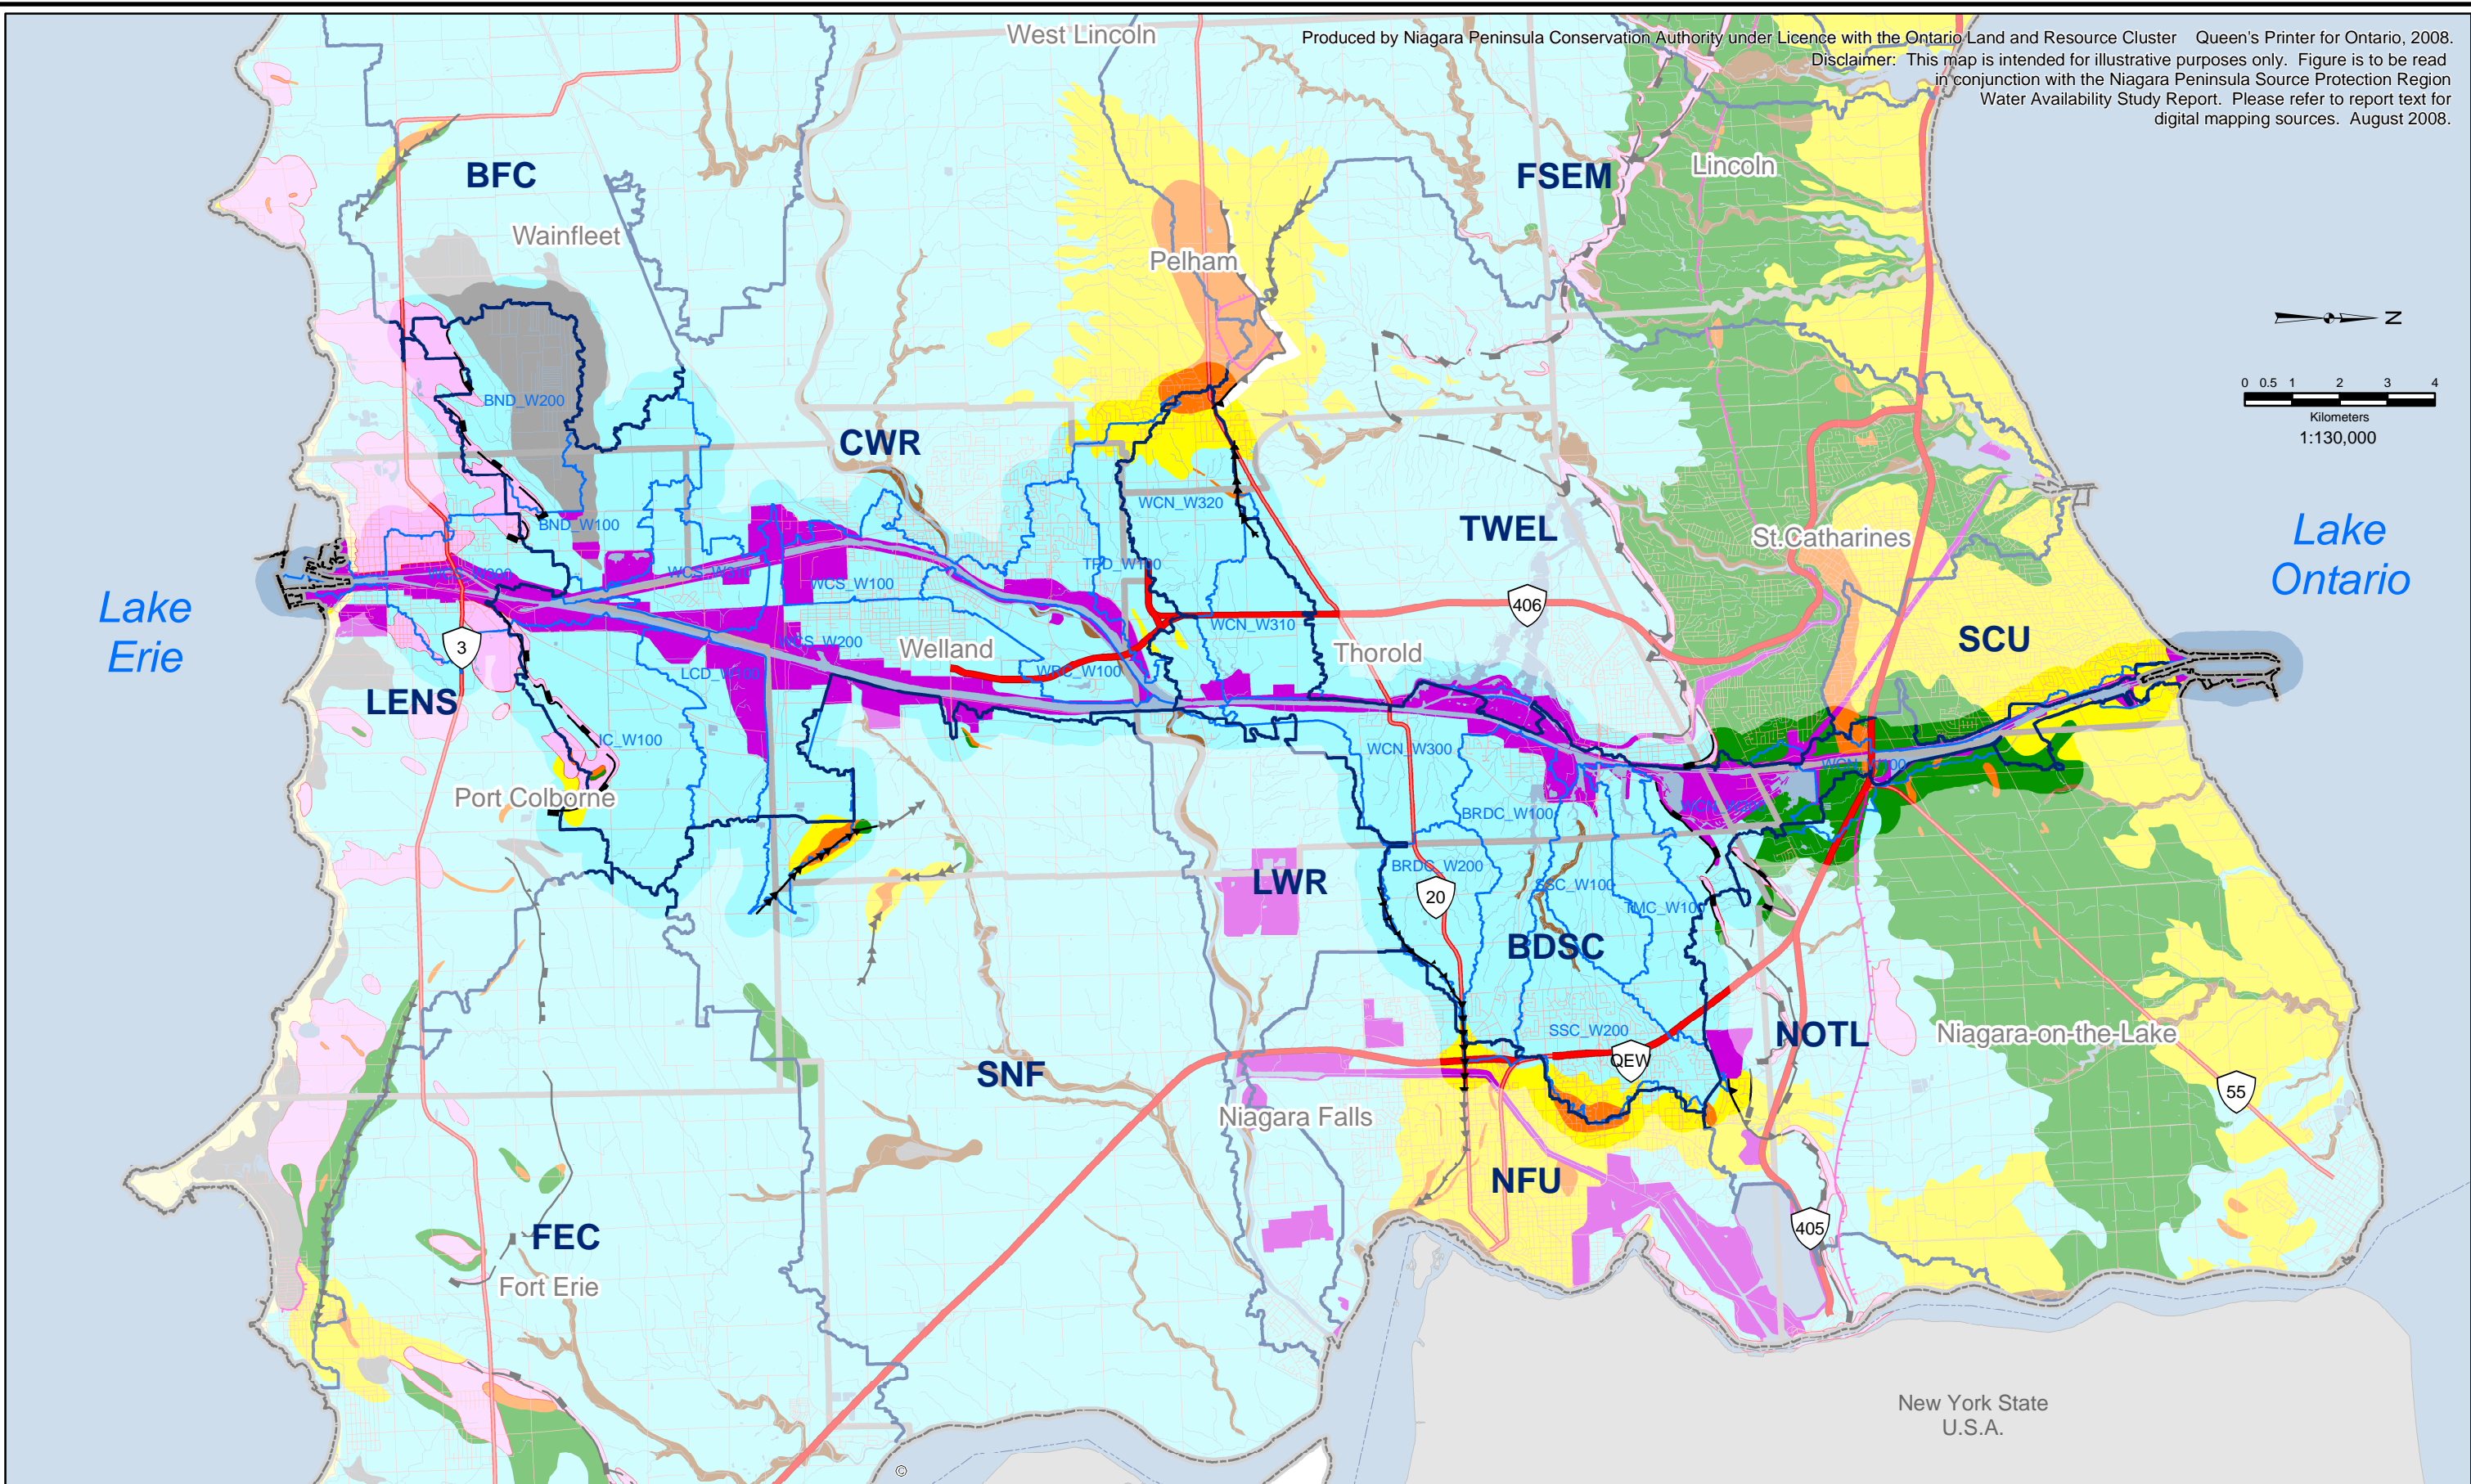 West Lincoln
Produced by Niagara Peninsula Conservation Authority under Licence with the Ontario Land and Resource Cluster Queen's Printer for Ontario, 2008.
Disclaimer: This map is intended for illustrative purposes only. Figure is to be read
in conjunction with the Niagara Peninsula Source Protection Region
Water Availability Study Report. Please refer to report text for
digital mapping sources. August 2008.
BFC
FSEM
Lincoln
Wainfleet
Pelham
N
0 0.5 1 2 3 4
Kilometers
1:130,000
BND_W200
CWR
WCN_W320
BND_W100
TWEL
St.Catharines
Lake
Ontario
TPD_W100
WCS_W100
Lake
Erie
406
WCN_W310
SCU
3
WCS_W200
Welland
Thorold
LCD_W100
WPC_W100
LENS
IC_W100
WCN_W300
WCN_W100
Port Colborne
WCN_W200
BRDC_W100
BRDC_W200
LWR
20
SSC_W100
TMC_W100
BDSC
SSC_W200
NOTL
Niagara-on-the-Lake
SNF
QEW
55
Niagara Falls
NFU
405
FEC
Fort Erie
New York State
U.S.A.
©